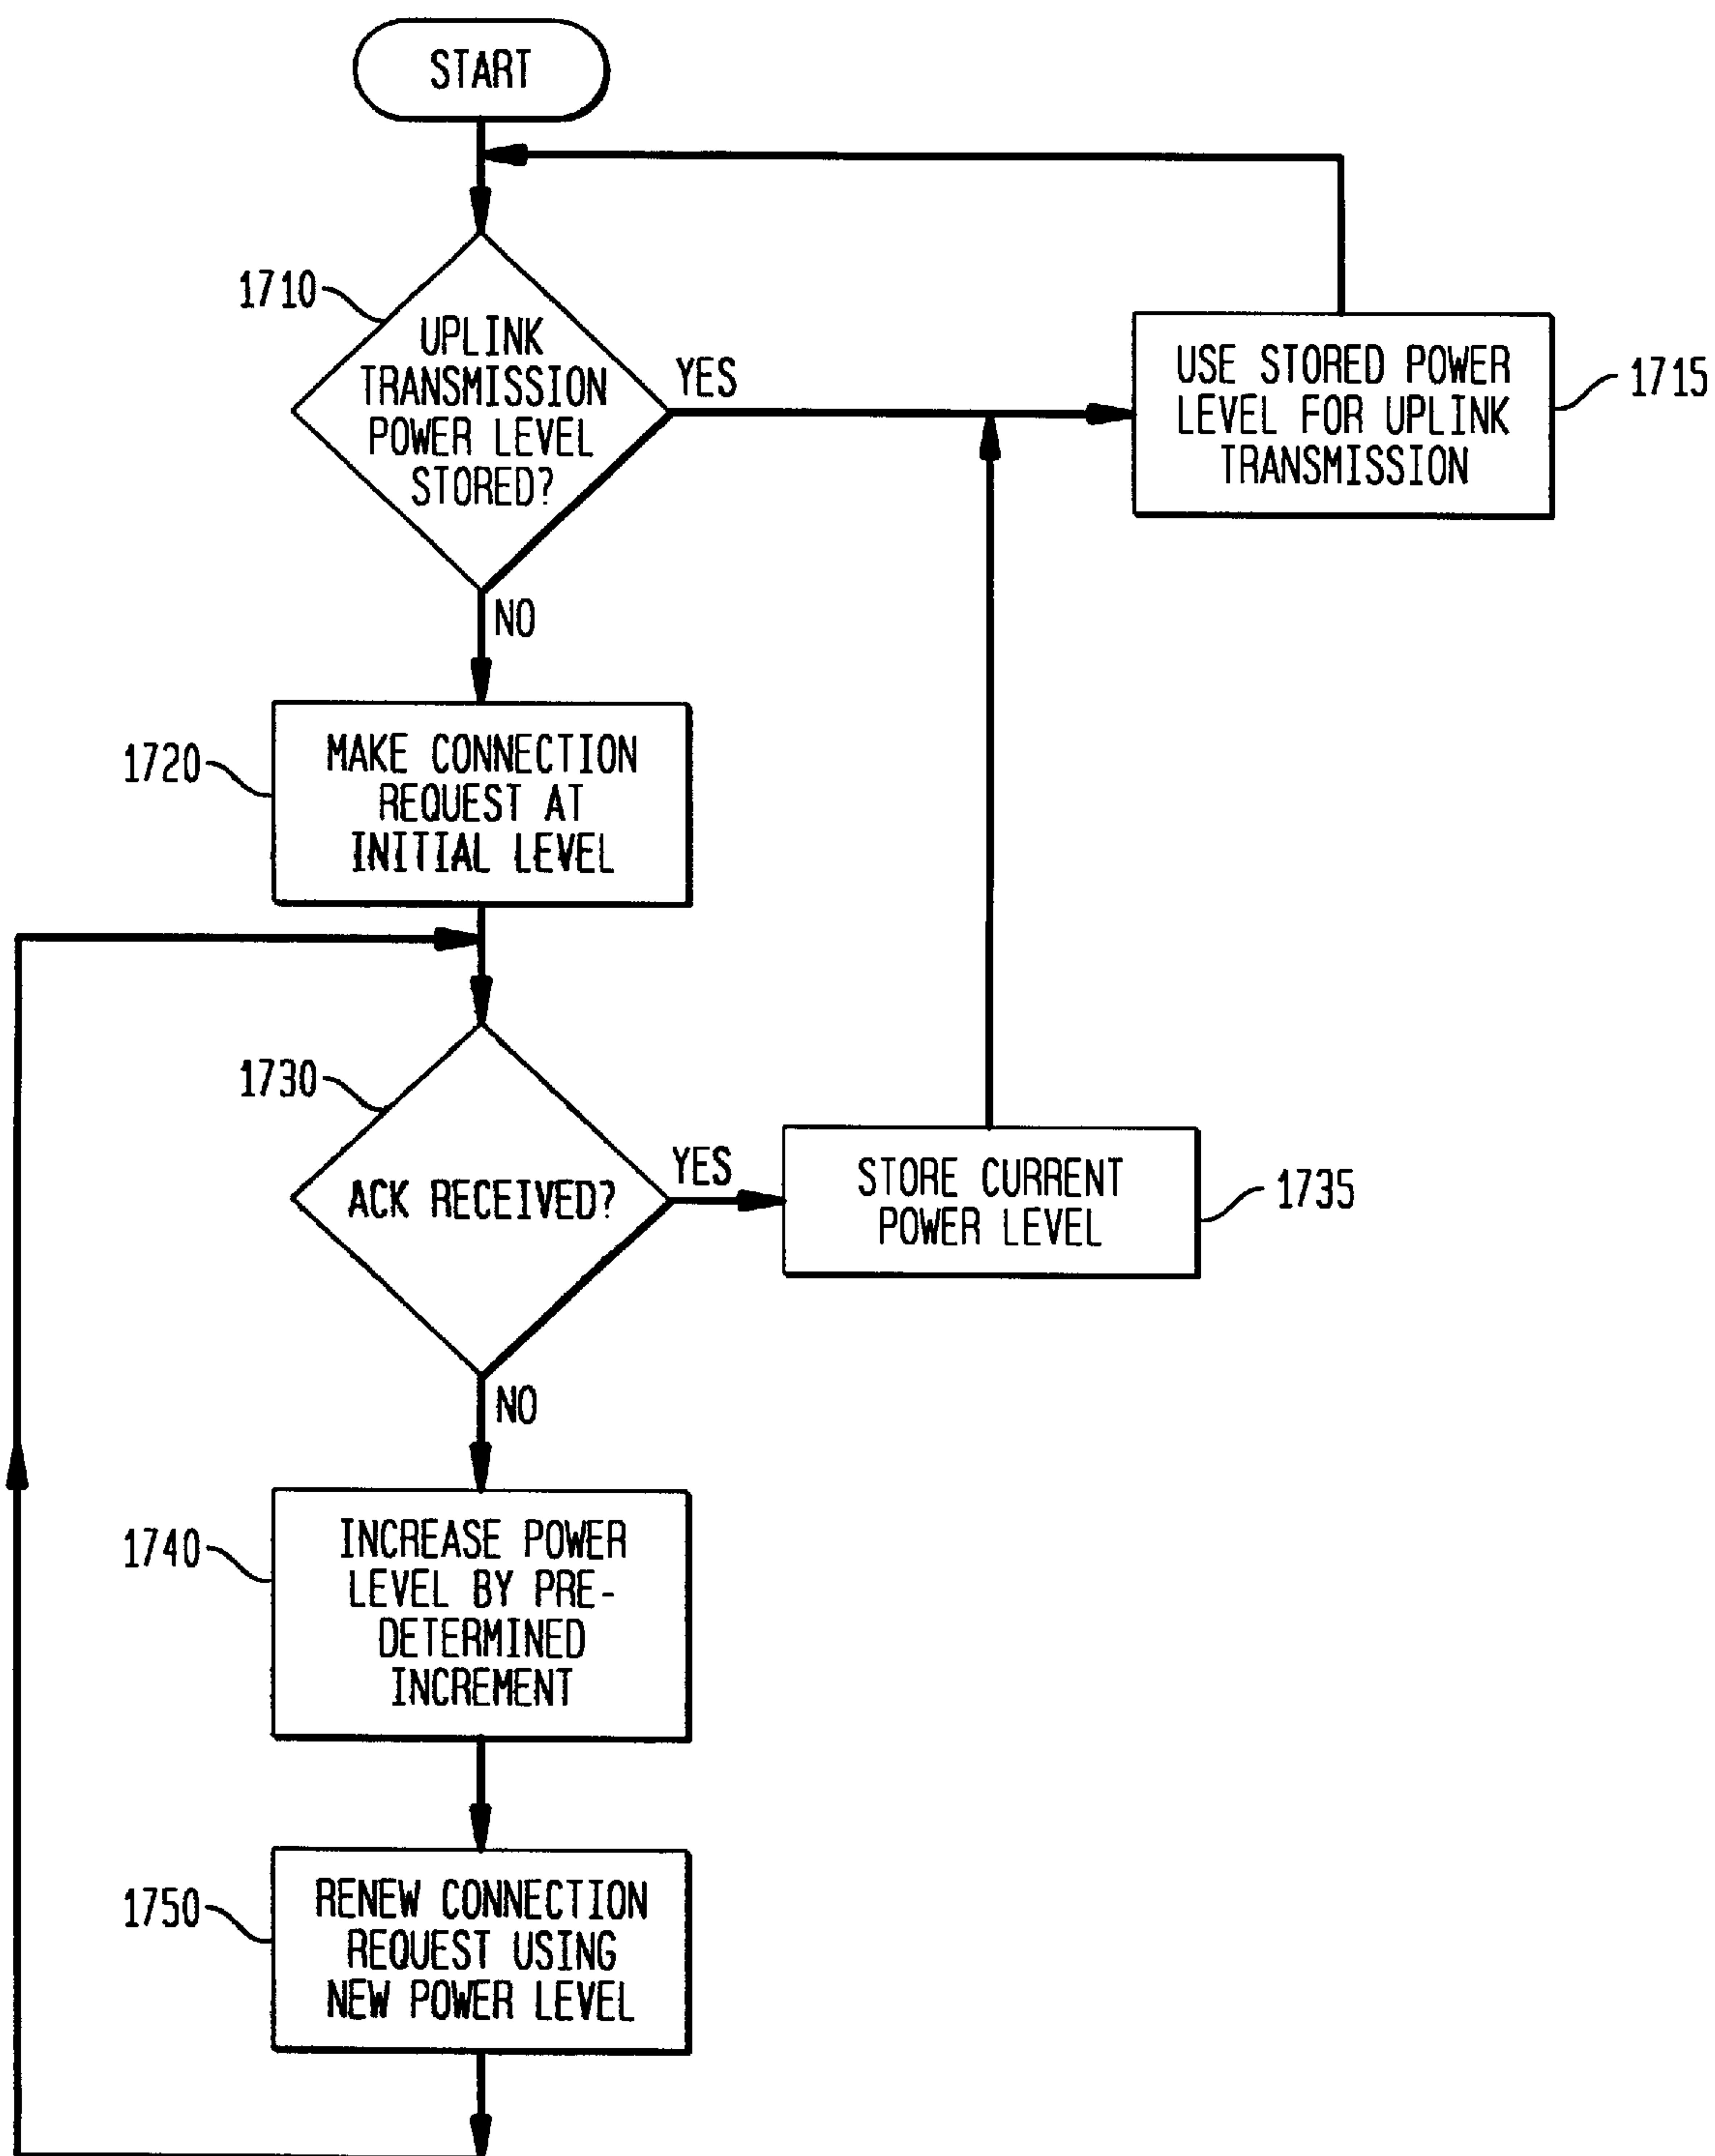 START
1710
UPLINK
TRANSMISSION
POWER LEVEL
STORED?
YES
USE STORED POWER
LEVEL FOR UPLINK
TRANSMISSION
1715
NO
1720
MAKE CONNECTION
REQUEST AT
INITIAL LEVEL
1730
ACK RECEIVED?
YES
STORE CURRENT
POWER LEVEL
1735
NO
1740
INCREASE POWER
LEVEL BY PRE-
DETERMINED
INCREMENT
1750
RENEW CONNECTION
REQUEST USING
NEW POWER LEVEL